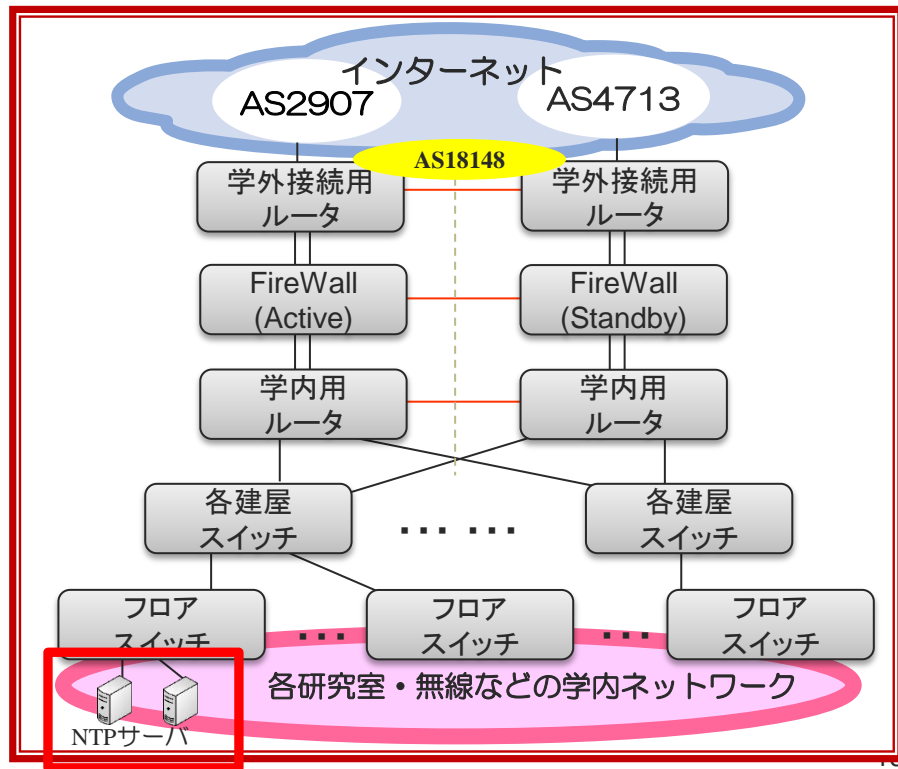 インターネット
AS2907
AS4713
AS18148
学外接続用
ルータ
学外接続用
ルータ
FireWall
(Active)
FireWall
(Standby)
学内用
ルータ
学内用
ルータ
各建屋
スイッチ
... ...
各建屋
スイッチ
フロア
スイッチ
...
フロア
スイッチ
...
フロア
スイッチ
各研究室・無線などの学内ネットワーク
NTPサーバ